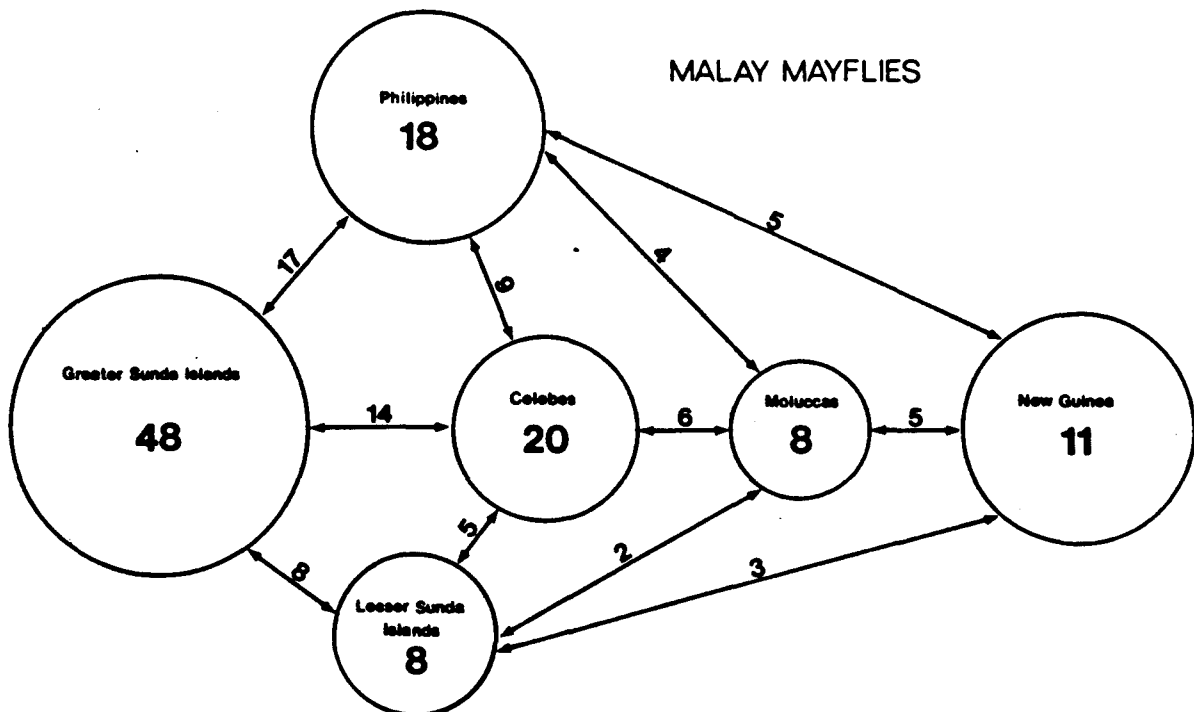 MALAY MAYFLIES
Philippines
18
5
4
17
6
Greater Sunda Islands
48
14
Celebes
20
6
Moluccas
8
5
New Guinea
11
5
8
2
3
Lesser Sunda
Islands
8